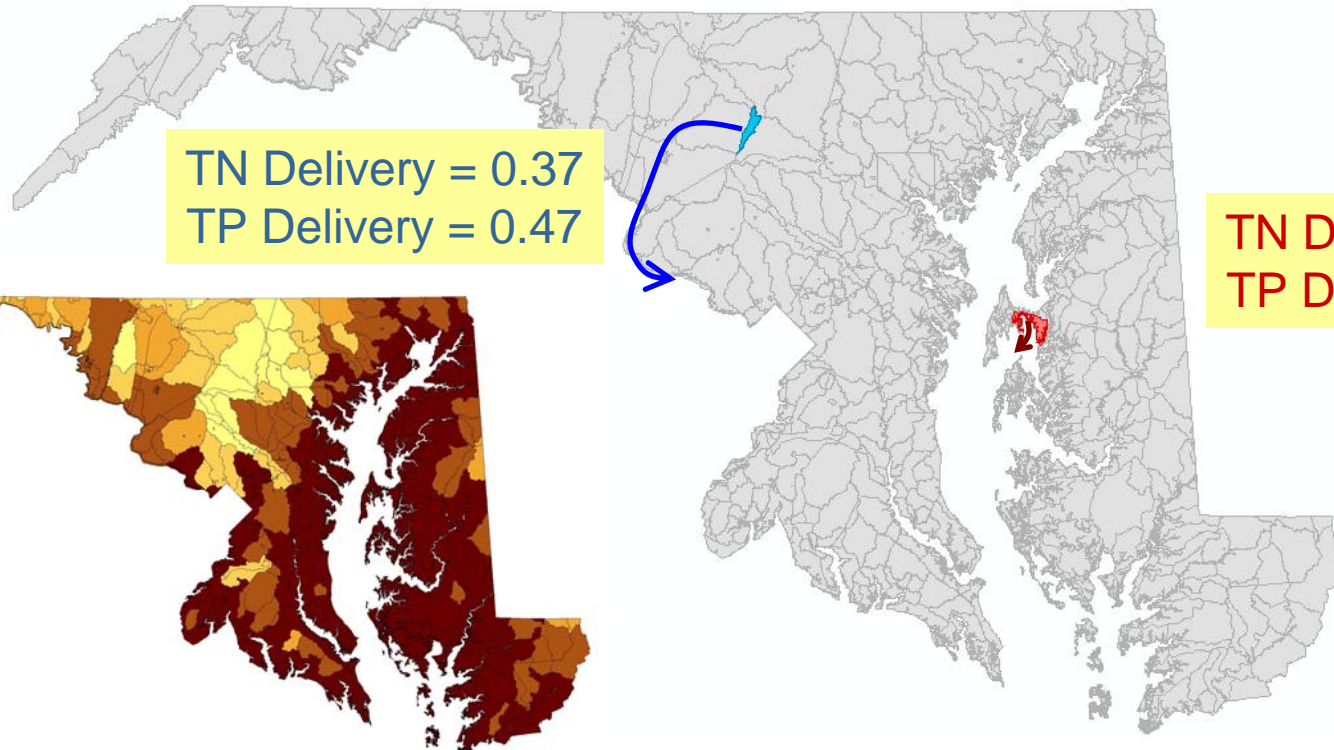 TN Delivery = 0.37
TP Delivery = 0.47
TN D
TP D